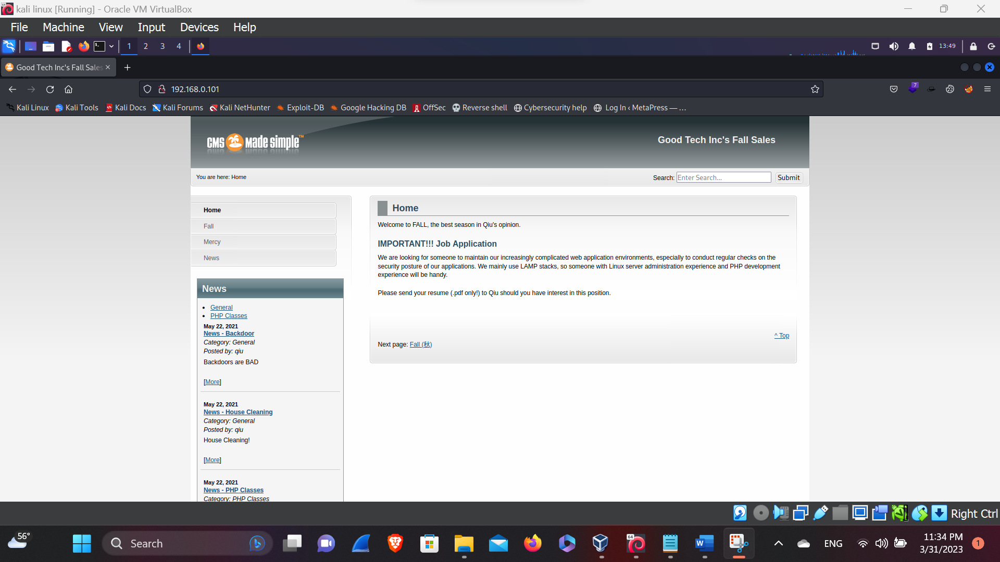 kali linux [Running] - Oracle VM VirtualBox
File Machine View Input Devices Help
1 2 3 4
13:49
Good Tech Inc's Fall Sales
192.168.0.101
7
Kali Linux Kali Tools Kali Docs Kali Forums Kali NetHunter Exploit-DB Google Hacking DB OffSec Reverse shell Cybersecurity help Log In ‹ MetaPress — …
CMS made simple™
Good Tech Inc's Fall Sales
You are here: Home
Search: Enter Search... Submit
Home
Fall
Mercy
News
Home
Welcome to FALL, the best season in Qiu's opinion.
IMPORTANT!!! Job Application
We are looking for someone to maintain our increasingly complicated web application environments, especially to conduct regular checks on the
security posture of our applications. We mainly use LAMP stacks, so someone with Linux server administration experience and PHP development
experience will be handy.
Please send your resume (.pdf only!) to Qiu should you have interest in this position.
^ Top
Next page: Fall (秋)
News
General
PHP Classes
May 22, 2021
News - Backdoor
Category: General
Posted by: qiu
Backdoors are BAD
[More]
May 22, 2021
News - House Cleaning
Category: General
Posted by: qiu
House Cleaning!
[More]
May 22, 2021
News - PHP Classes
Category: PHP Classes
Right Ctrl
56°
Search
64
W
ENG
11:34 PM
3/31/2023
1